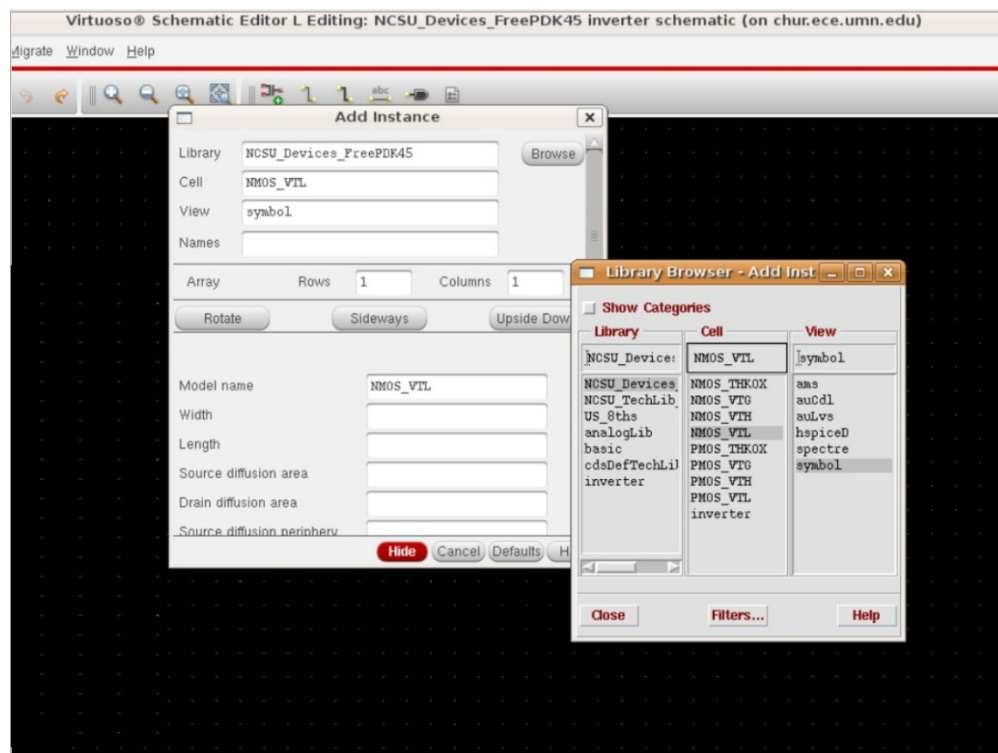 Virtuoso® Schematic Editor L Editing: NCSU_Devices_FreePDK45 inverter schematic (on chur.ece.umn.edu)
Migrate Window Help
abc
Add Instance
Library NCSU_Devices_FreePDK45 Browse
Cell NMOS_VTL
View symbol
Names
Array Rows 1 Columns 1
Rotate Sideways Upside Dow
Model name NMOS_VTL
Width
Length
Source diffusion area
Drain diffusion area
Source diffusion periphery
Hide Cancel Defaults H
Library Browser - Add Inst
Show Categories
Library Cell View
NCSU_Devices NMOS_VTL symbol
NCSU_Devices_ NMOS_THKOX ams
NCSU_TechLib_ NMOS_VTG auCdl
US_8ths NMOS_VTH auLvs
analogLib NMOS_VTL hspiceD
basic PMOS_THKOX spectre
cdsDefTechLi PMOS_VTG symbol
inverter PMOS_VTH
PMOS_VTL
inverter
Close Filters... Help